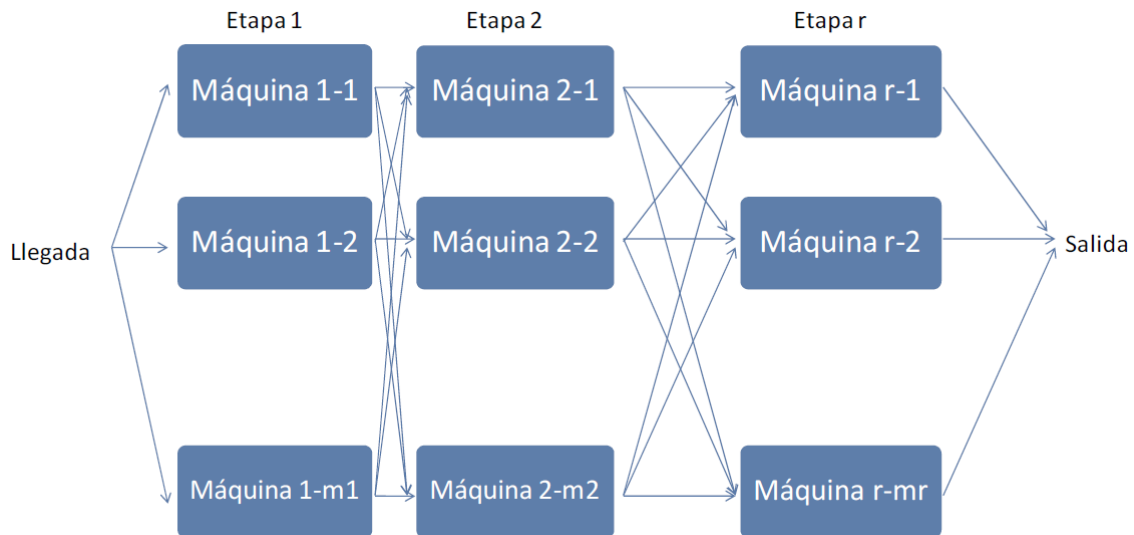 Etapa 1
Etapa 2
Etapa r
Máquina 1-1
Máquina 2-1
Máquina r-1
Máquina 1-2
Máquina 2-2
Máquina r-2
Llegada
Salida
Máquina 1-m1
Máquina 2-m2
Máquina r-mr